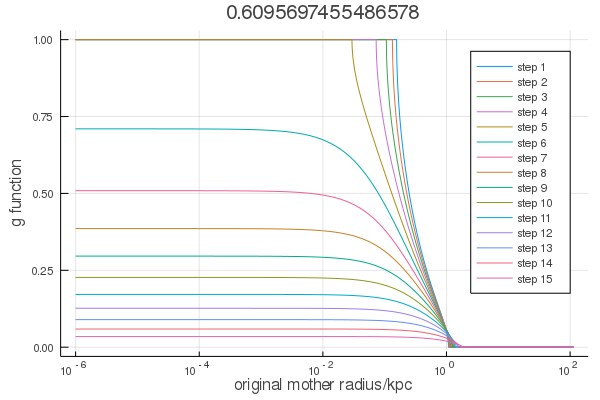 0.6095697455486578
g function
1.00
0.75
0.50
0.25
0.00
step 1
step 2
step 3
step 4
step 5
step 6
step 7
step 8
step 9
step 10
step 11
step 12
step 13
step 14
step 15
10^-6 10^-4 10^-2 10^0 10^2
original mother radius/kpc